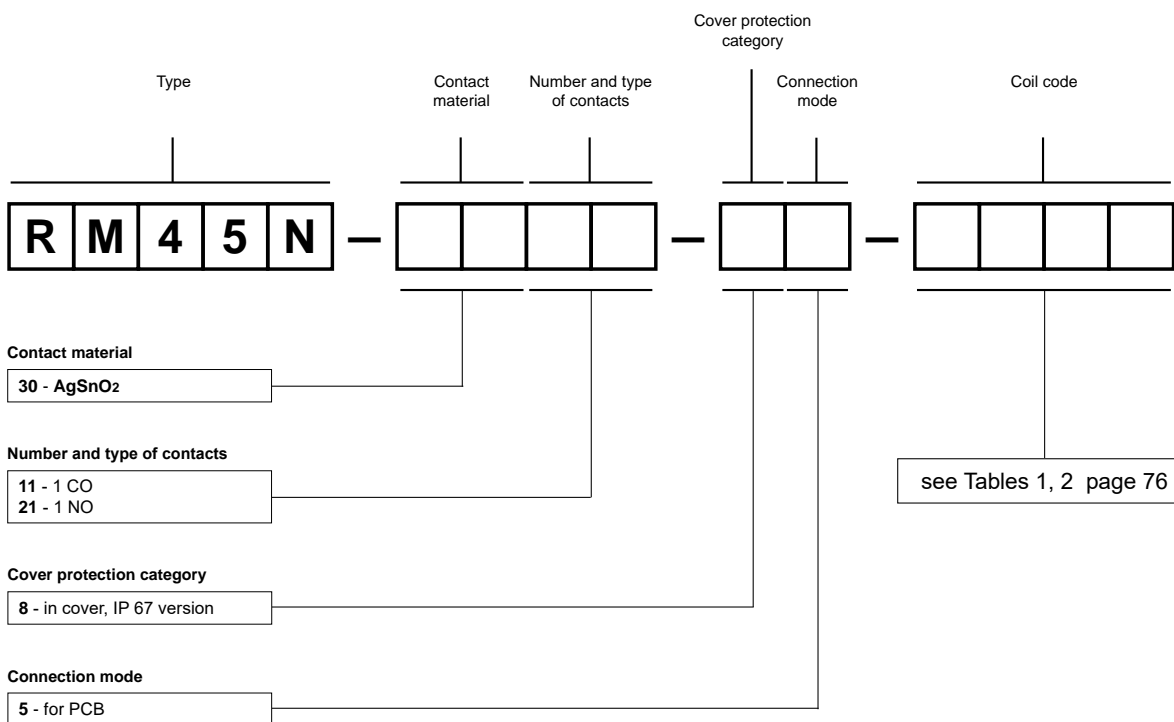 Cover protection
category
Type
Contact
material
Number and type
of contacts
Connection
mode
Coil code
R M 4 5 N – – –
Contact material
30 - AgSnO2
Number and type of contacts
11 - 1 CO
21 - 1 NO
see Tables 1, 2 page 76
Cover protection category
8 - in cover, IP 67 version
Connection mode
5 - for PCB